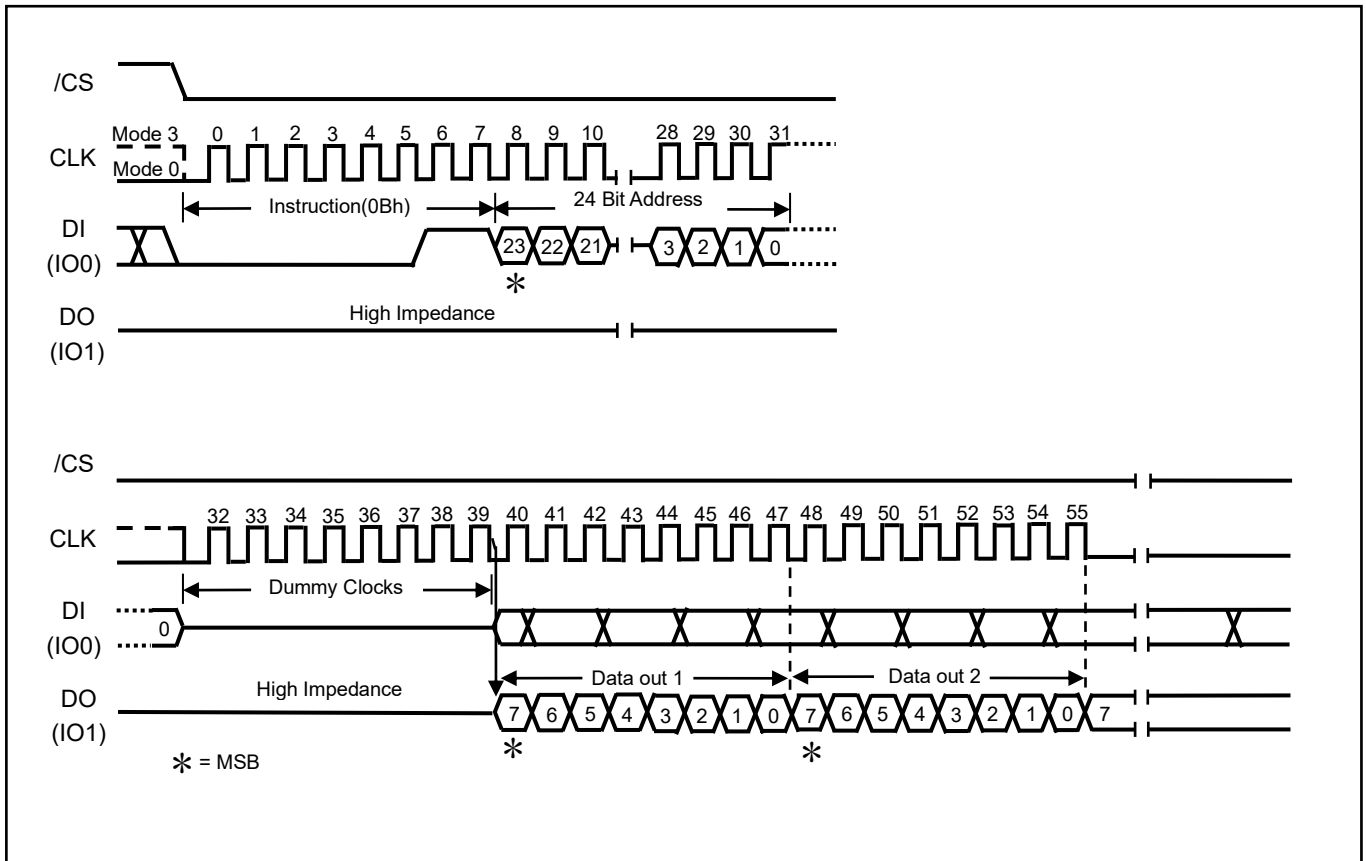 /CS
Mode 3 0 1 2 3 4 5 6 7 8 9 10 28 29 30 31
CLK
Mode 0
Instruction(0Bh) 24 Bit Address
DI
(IO0)
23 22 21 3 2 1 0
*
DO
(IO1)
High Impedance
/CS
32 33 34 35 36 37 38 39 40 41 42 43 44 45 46 47 48 49 50 51 52 53 54 55
CLK
Dummy Clocks
DI
(IO0)
0
Data out 1 Data out 2
High Impedance
DO
(IO1)
7 6 5 4 3 2 1 0 7 6 5 4 3 2 1 0 7
* *
* = MSB